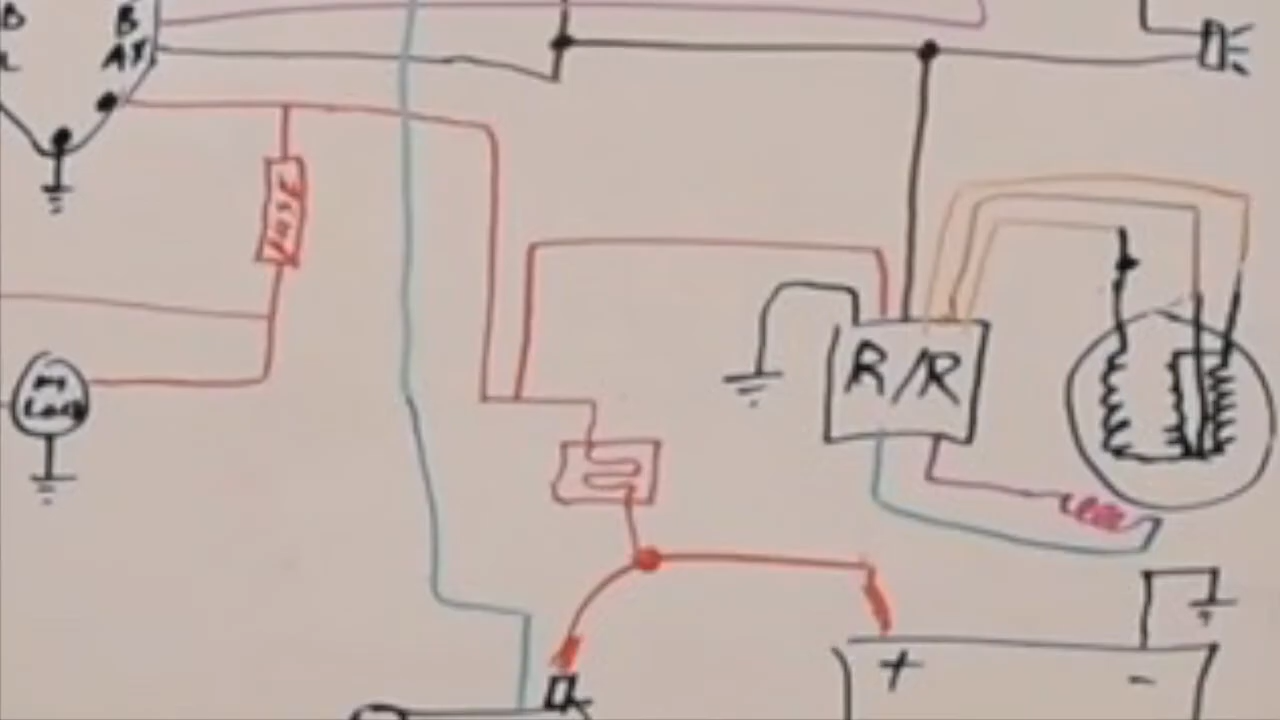 B B
L AT
FUSE
R/R
M
+ -